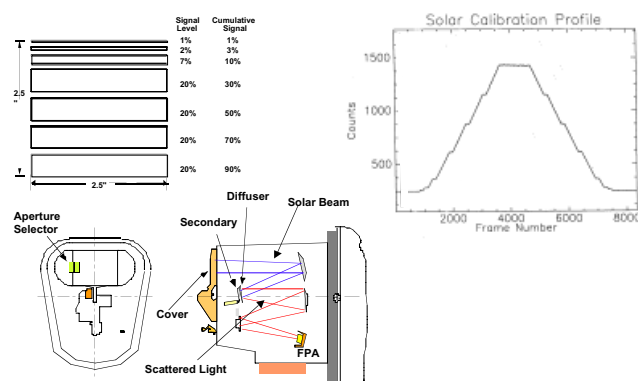 Signal Cumulative
Level Signal
1% 1%
2% 3%
7% 10%
20% 30%
20% 50%
20% 70%
20% 90%
2.5
"
2.5"
Solar Calibration Profile
Counts
1500
1000
500
2000 4000 6000 8000
Frame Number
Aperture
Selector
Diffuser
Secondary
Solar Beam
Cover
Scattered Light
FPA